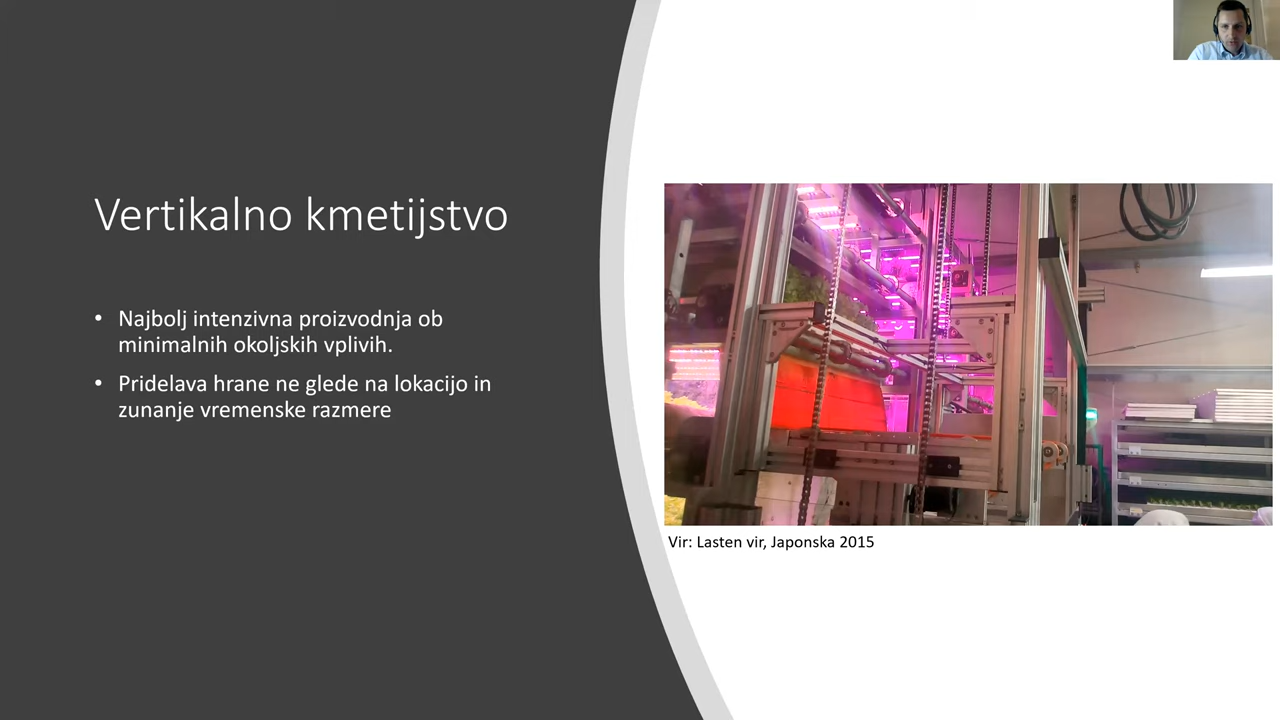 Vertikalno kmetijstvo
• Najbolj intenzivna proizvodnja ob
minimalnih okoljskih vplivih.
• Pridelava hrane ne glede na lokacijo in
zunanje vremenske razmere
Vir: Lasten vir, Japonska 2015